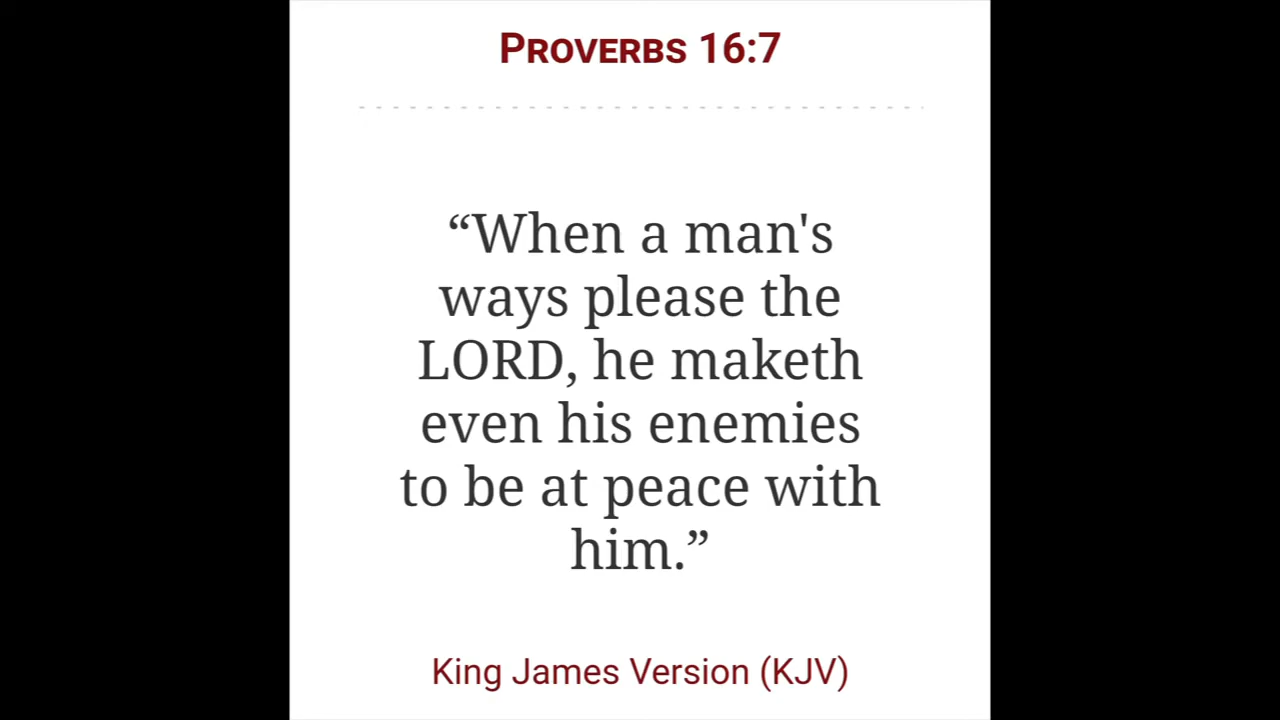 Proverbs 16:7
“When a man's
ways please the
LORD, he maketh
even his enemies
to be at peace with
him.”
King James Version (KJV)